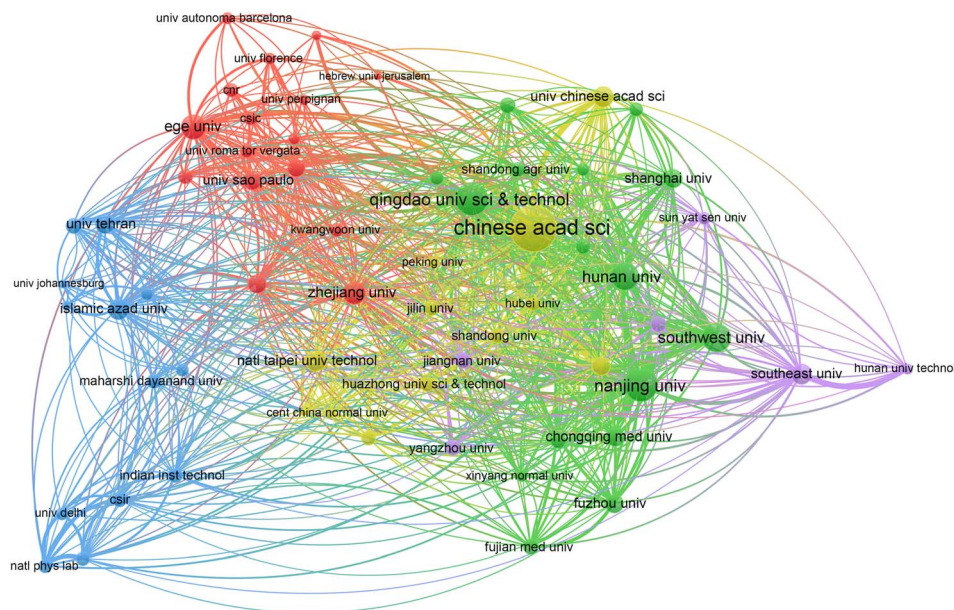 univ autonoma barcelona
univ florence
hebrew univ jerusalem
cnr
univ perpignan
univ chinese acad sci
csic
ege univ
univ roma tor vergata
shandong agr univ
univ sao paulo
shanghai univ
qingdao univ sci & technol
sun yat sen univ
univ tehran
chinese acad sci
kwangwoon univ
peking univ
hunan univ
univ johannesburg
zhejiang univ
islamic azad univ
jilin univ
hubei univ
shandong univ
southwest univ
natl taipei univ technol
jiangnan univ
hunan univ techno
southeast univ
maharshi dayanand univ
huazhong univ sci & technol
nanjing univ
cent china normal univ
chongqing med univ
yangzhou univ
indian inst technol
xinyang normal univ
csir
fuzhou univ
univ delhi
fujian med univ
natl phys lab